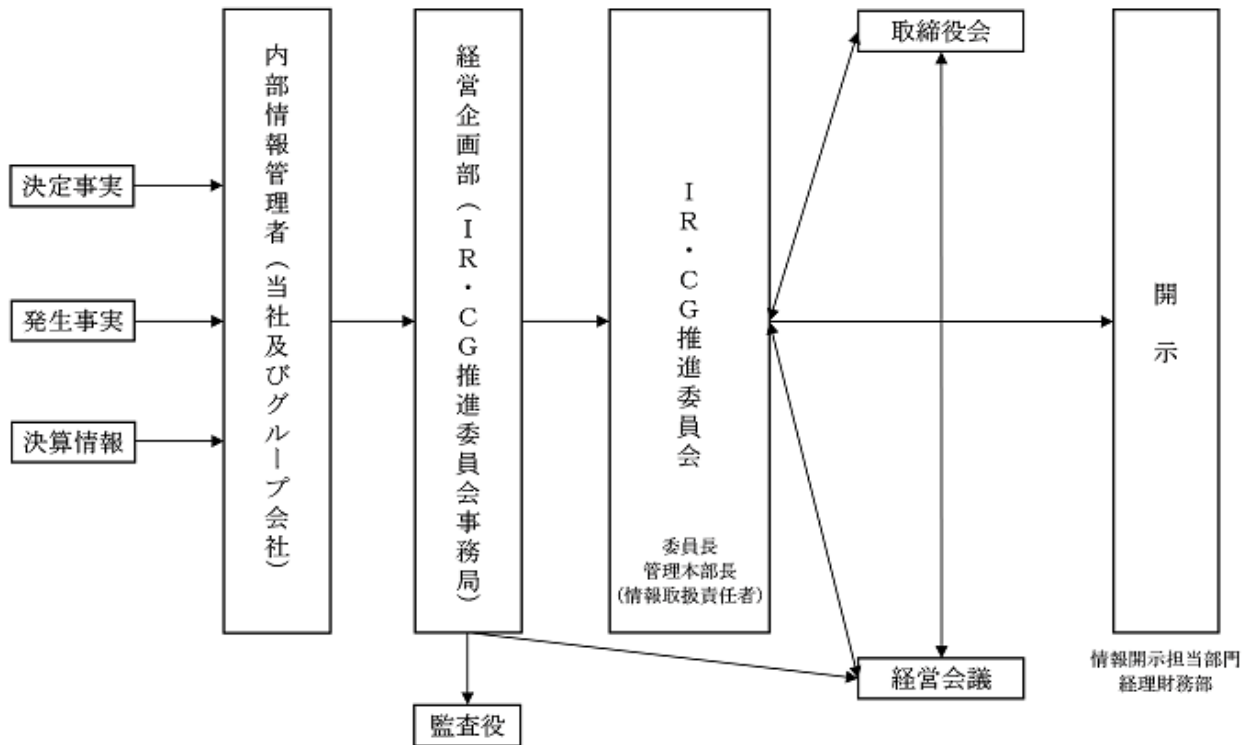 決定事実
発生事実
決算情報
内部情報管理者（当社及びグループ会社）
経営企画部（ＩＲ・ＣＧ推進委員会事務局）
監査役
ＩＲ・ＣＧ推進委員会
委員長
管理本部長
（情報取扱責任者）
取締役会
経営会議
開示
情報開示担当部門
経理財務部